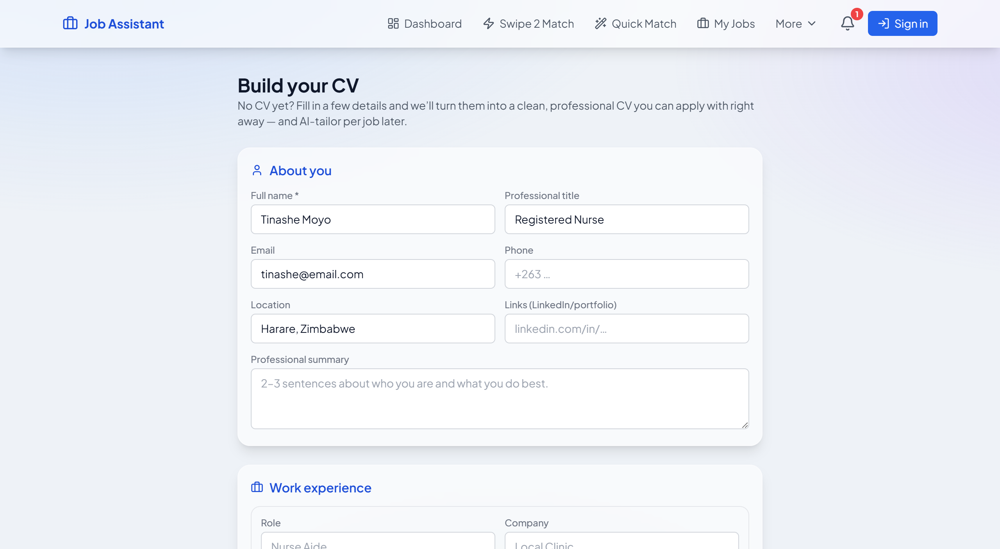 Job Assistant
Dashboard
Swipe 2 Match
Quick Match
My Jobs
More
1
Sign in
Build your CV
No CV yet? Fill in a few details and we’ll turn them into a clean, professional CV you can apply with right
away — and AI-tailor per job later.
About you
Full name *
Professional title
Tinashe Moyo
Registered Nurse
Email
Phone
tinashe@email.com
+263 ...
Location
Links (LinkedIn/portfolio)
Harare, Zimbabwe
linkedin.com/in/...
Professional summary
2–3 sentences about who you are and what you do best.
Work experience
Role
Company
Nurse Aide
Local Clinic